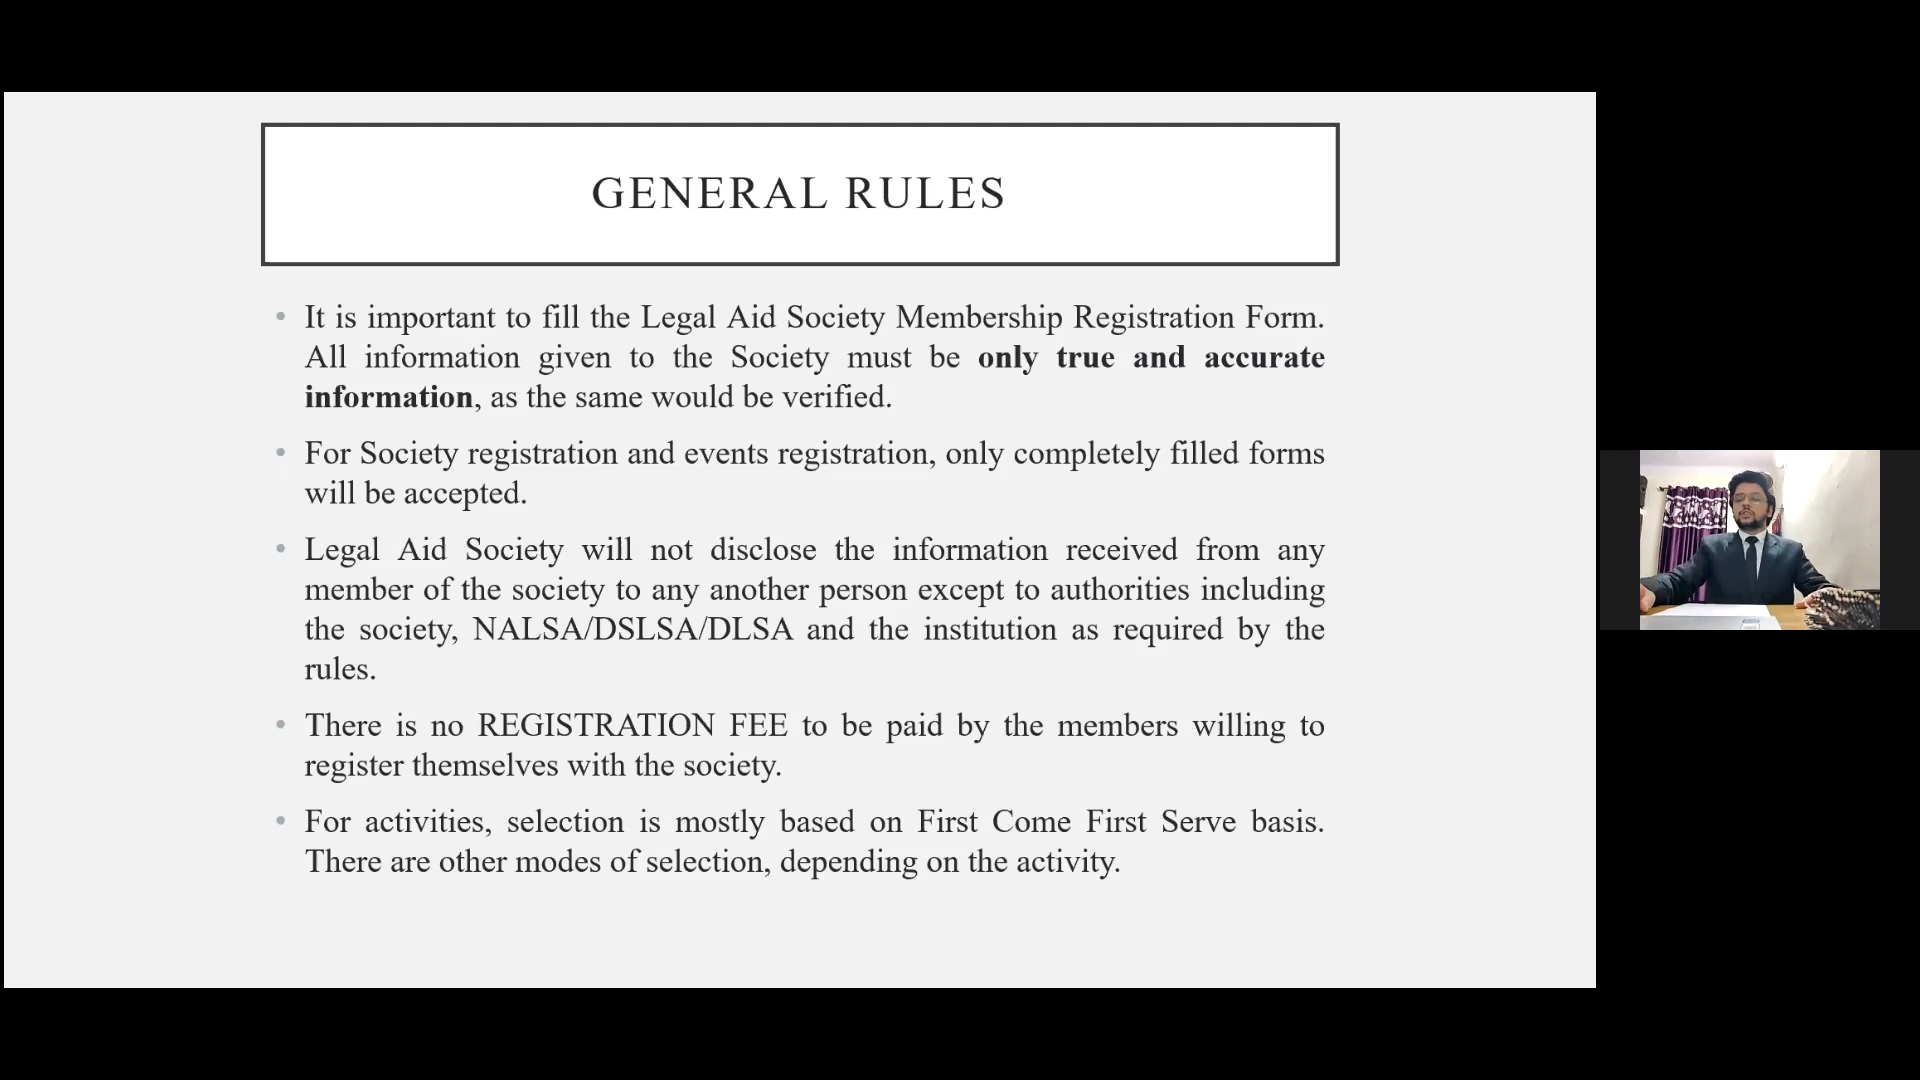 GENERAL RULES
• It is important to fill the Legal Aid Society Membership Registration Form.
All information given to the Society must be only true and accurate
information, as the same would be verified.
• For Society registration and events registration, only completely filled forms
will be accepted.
• Legal Aid Society will not disclose the information received from any
member of the society to any another person except to authorities including
the society, NALSA/DSLSA/DLSA and the institution as required by the
rules.
• There is no REGISTRATION FEE to be paid by the members willing to
register themselves with the society.
• For activities, selection is mostly based on First Come First Serve basis.
There are other modes of selection, depending on the activity.